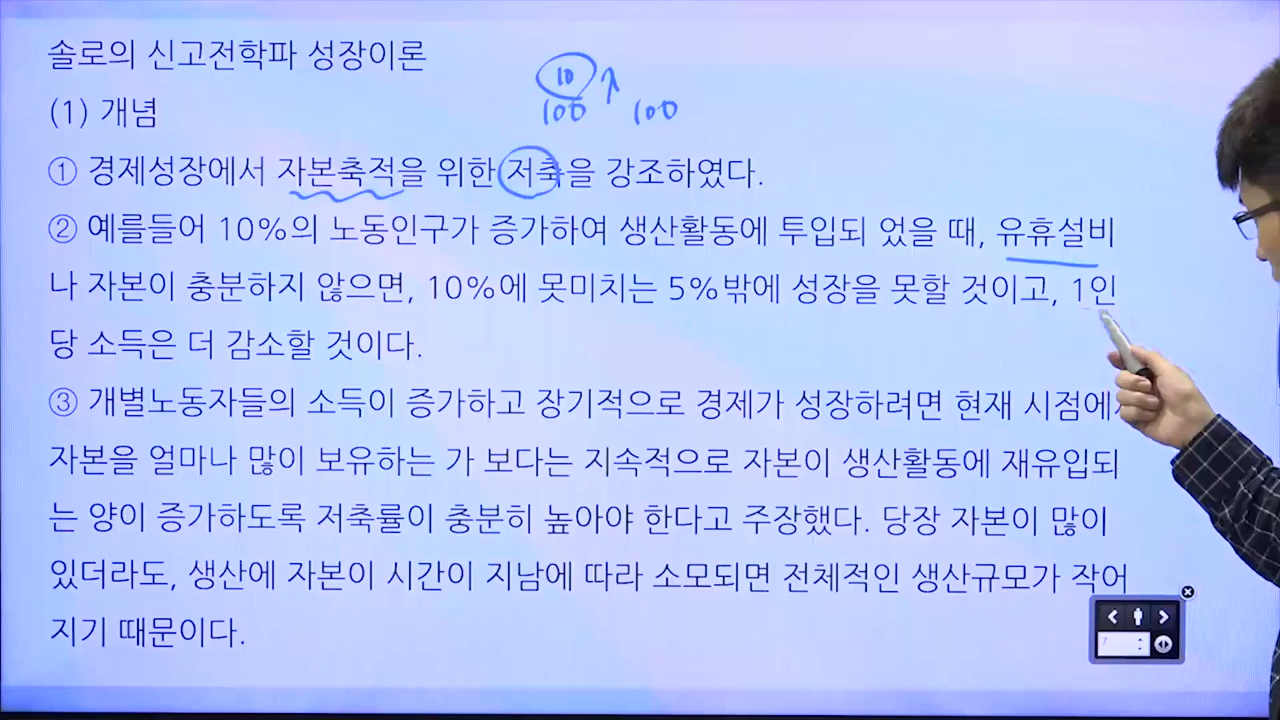 솔로의 신고전학파 성장이론
10
100 100
(1) 개념
① 경제성장에서 자본축적을 위한 저축을 강조하였다.
② 예를들어 10%의 노동인구가 증가하여 생산활동에 투입되 었을 때, 유휴설비
나 자본이 충분하지 않으면, 10%에 못미치는 5%밖에 성장을 못할 것이고, 1인
당 소득은 더 감소할 것이다.
③ 개별노동자들의 소득이 증가하고 장기적으로 경제가 성장하려면 현재 시점에서
자본을 얼마나 많이 보유하는 가 보다는 지속적으로 자본이 생산활동에 재유입되
는 양이 증가하도록 저축률이 충분히 높아야 한다고 주장했다. 당장 자본이 많이
있더라도, 생산에 자본이 시간이 지남에 따라 소모되면 전체적인 생산규모가 작어
지기 때문이다.
7